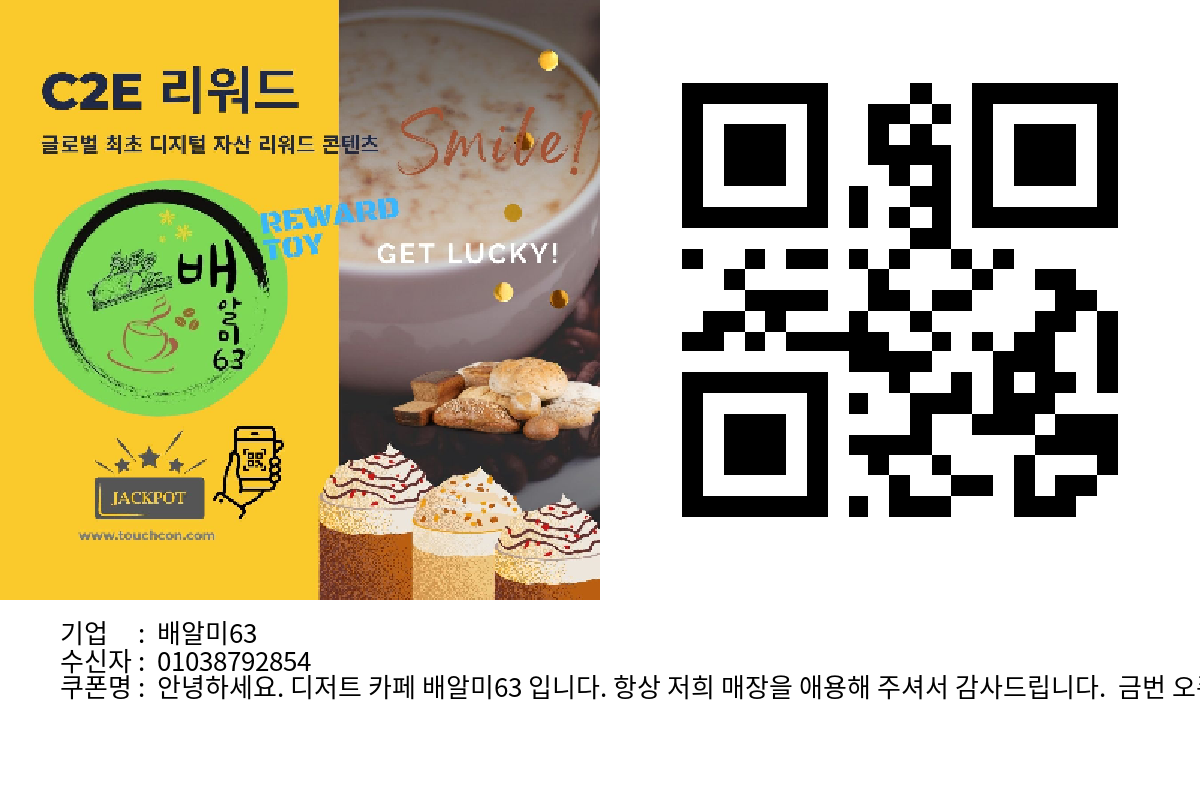 C2E 리워드
글로벌 최초 디지털 자산 리워드 콘텐츠
Smile!
REWARD
TOY
GET LUCKY!
배
알
미
63
JACKPOT
www.touchcon.com
기업 : 배알미63
수신자 : 01038792854
쿠폰명 : 안녕하세요. 디저트 카페 배알미63 입니다. 항상 저희 매장을 애용해 주셔서 감사드립니다. 금번